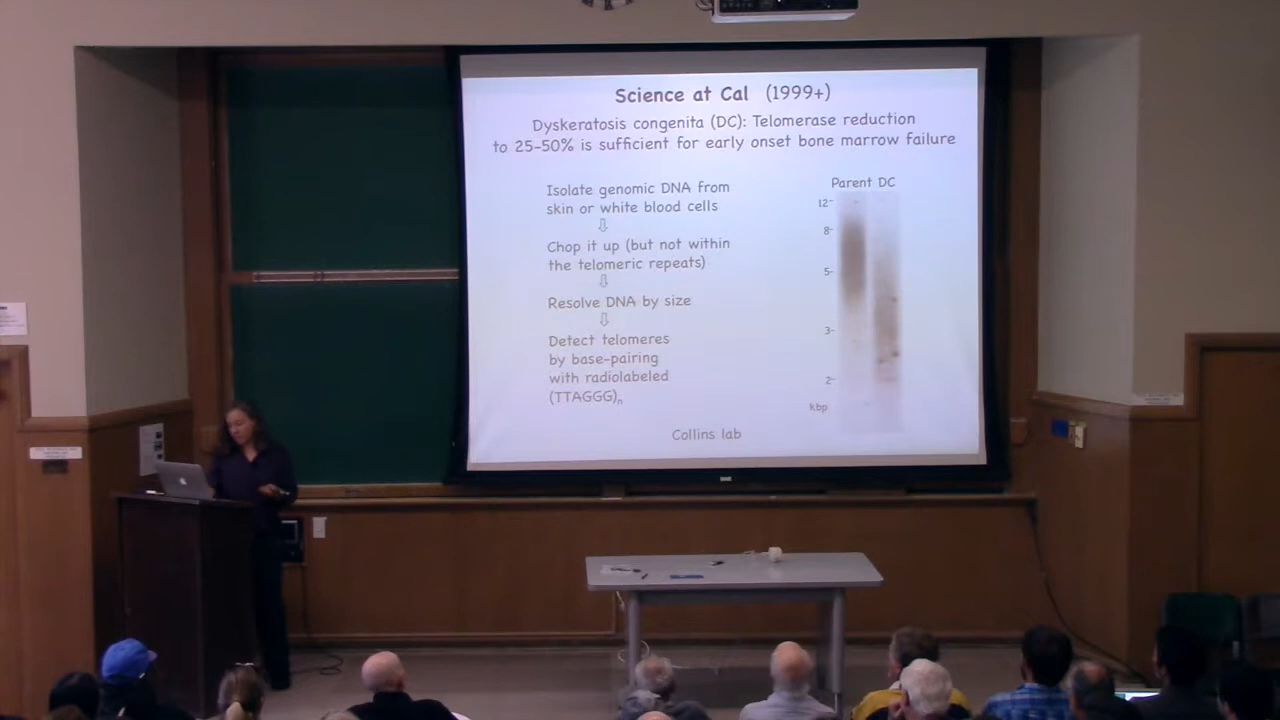 Science at Cal (1999+)
Dyskeratosis congenita (DC): Telomerase reduction
to 25-50% is sufficient for early onset bone marrow failure
Isolate genomic DNA from
skin or white blood cells
Chop it up (but not within
the telomeric repeats)
Resolve DNA by size
Detect telomeres
by base-pairing
with radiolabeled
(TTAGGG)n
Parent DC
12-
8-
5-
3-
2-
kbp
Collins lab